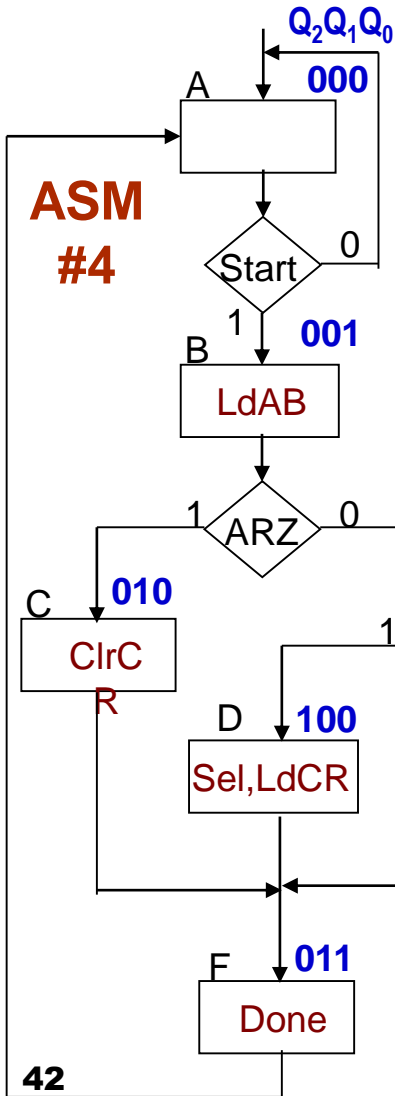 Q₂Q₁Q₀
A
000
ASM
#4
Start
0
1
001
B
LdAB
1
ARZ
0
C
010
1
ClrC
R
D
100
Sel,LdCR
F
011
Done
42